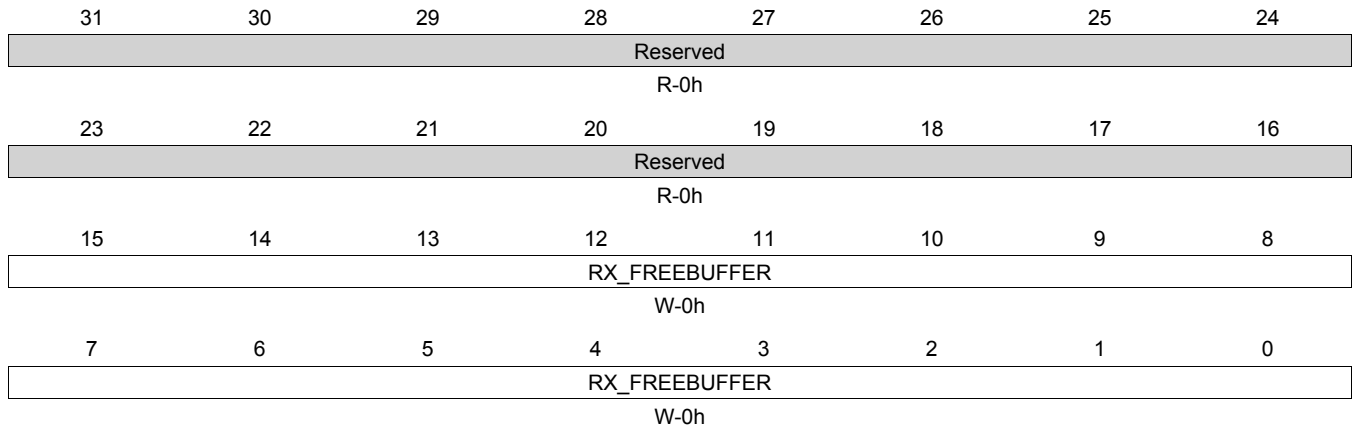 31 30 29 28 27 26 25 24
Reserved
R-0h
23 22 21 20 19 18 17 16
Reserved
R-0h
15 14 13 12 11 10 9 8
RX_FREEBUFFER
W-0h
7 6 5 4 3 2 1 0
RX_FREEBUFFER
W-0h